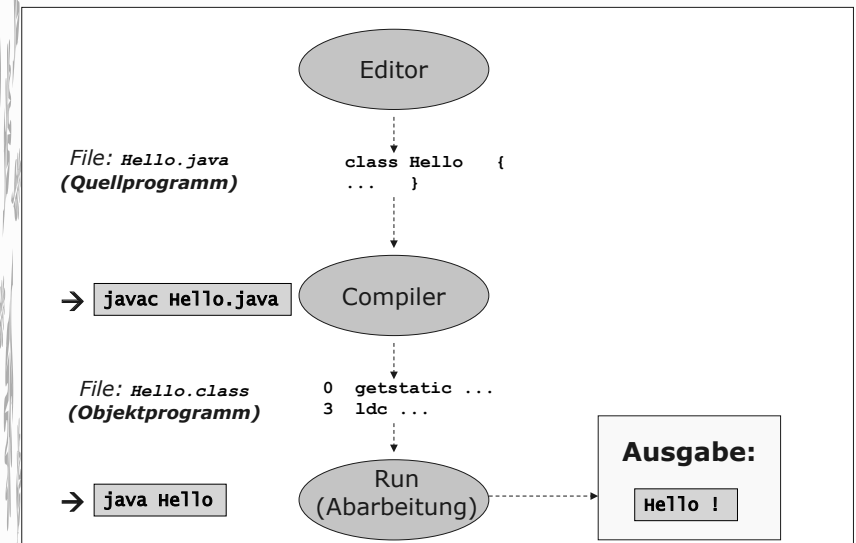 Editor
File: Hello.java
(Quellprogramm)
class Hello {
... }
→ javac Hello.java
Compiler
File: Hello.class
(Objektprogramm)
0 getstatic ...
3 ldc ...
→ java Hello
Run
(Abarbeitung)
Ausgabe:
Hello !